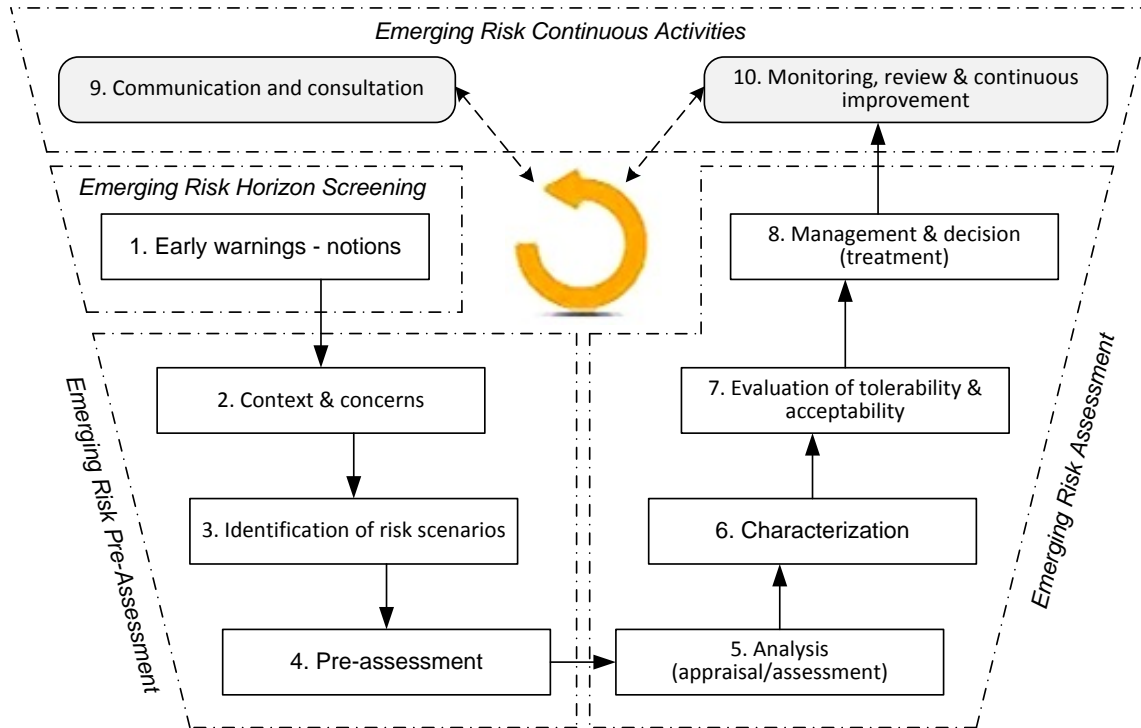 Emerging Risk Continuous Activities
9. Communication and consultation
10. Monitoring, review & continuous
improvement
Emerging Risk Horizon Screening
1. Early warnings - notions
8. Management & decision
(treatment)
Emerging Risk Pre-Assessment
2. Context & concerns
7. Evaluation of tolerability &
acceptability
Emerging Risk Assessment
3. Identification of risk scenarios
6. Characterization
4. Pre-assessment
5. Analysis
(appraisal/assessment)